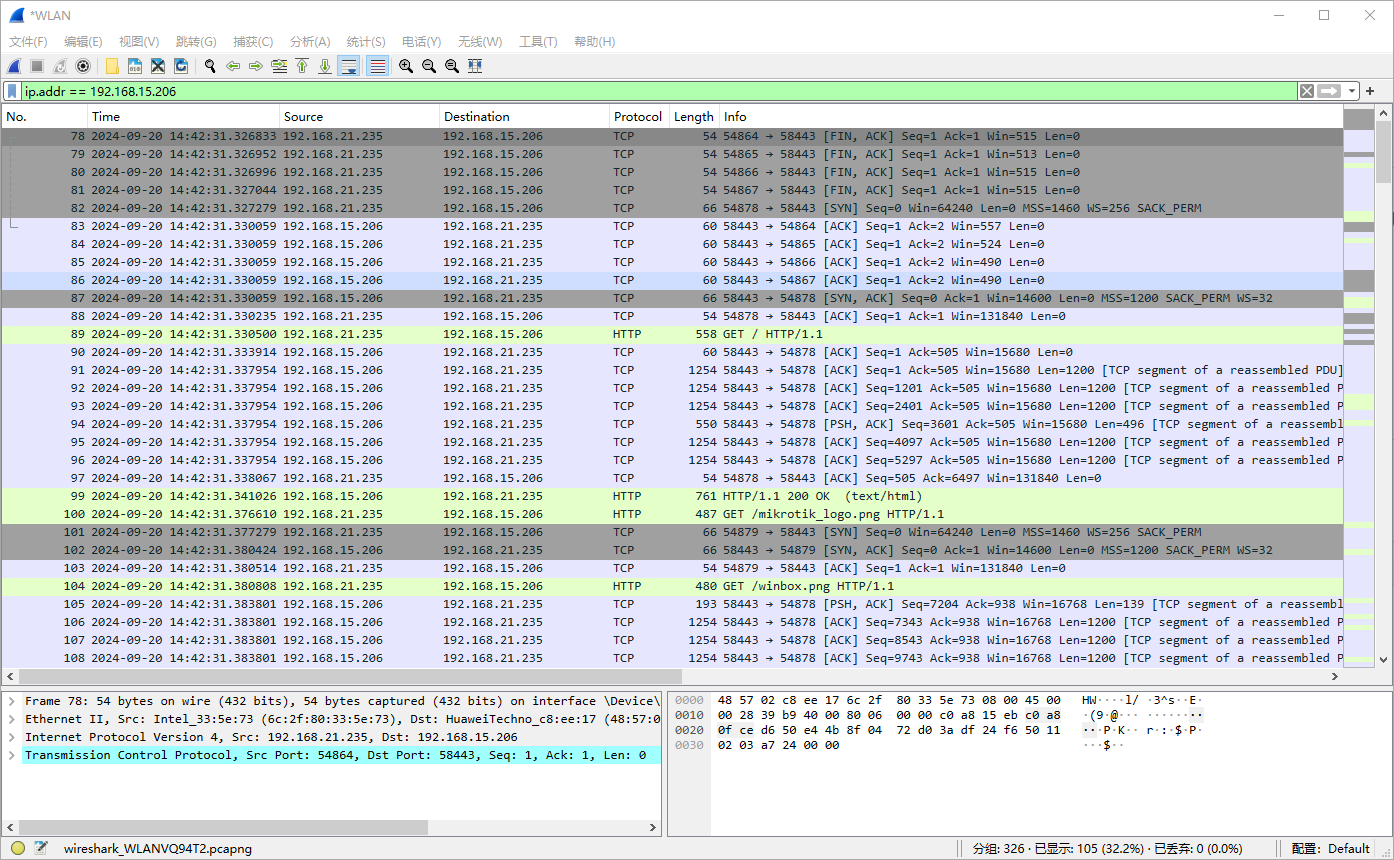 *WLAN
文件(F) 编辑(E) 视图(V) 跳转(G) 捕获(C) 分析(A) 统计(S) 电话(Y) 无线(W) 工具(T) 帮助(H)
ip.addr == 192.168.15.206
No. Time Source Destination Protocol Length Info
78 2024-09-20 14:42:31.326833 192.168.21.235 192.168.15.206 TCP 54 54864 → 58443 [FIN, ACK] Seq=1 Ack=1 Win=515 Len=0
79 2024-09-20 14:42:31.326952 192.168.21.235 192.168.15.206 TCP 54 54865 → 58443 [FIN, ACK] Seq=1 Ack=1 Win=513 Len=0
80 2024-09-20 14:42:31.326996 192.168.21.235 192.168.15.206 TCP 54 54866 → 58443 [FIN, ACK] Seq=1 Ack=1 Win=515 Len=0
81 2024-09-20 14:42:31.327044 192.168.21.235 192.168.15.206 TCP 54 54867 → 58443 [FIN, ACK] Seq=1 Ack=1 Win=515 Len=0
82 2024-09-20 14:42:31.327279 192.168.21.235 192.168.15.206 TCP 66 54878 → 58443 [SYN] Seq=0 Win=64240 Len=0 MSS=1460 WS=256 SACK_PERM
83 2024-09-20 14:42:31.330059 192.168.15.206 192.168.21.235 TCP 60 58443 → 54864 [ACK] Seq=1 Ack=2 Win=557 Len=0
84 2024-09-20 14:42:31.330059 192.168.15.206 192.168.21.235 TCP 60 58443 → 54865 [ACK] Seq=1 Ack=2 Win=524 Len=0
85 2024-09-20 14:42:31.330059 192.168.15.206 192.168.21.235 TCP 60 58443 → 54866 [ACK] Seq=1 Ack=2 Win=490 Len=0
86 2024-09-20 14:42:31.330059 192.168.15.206 192.168.21.235 TCP 60 58443 → 54867 [ACK] Seq=1 Ack=2 Win=490 Len=0
87 2024-09-20 14:42:31.330059 192.168.15.206 192.168.21.235 TCP 66 58443 → 54878 [SYN, ACK] Seq=0 Ack=1 Win=14600 Len=0 MSS=1200 SACK_PERM WS=32
88 2024-09-20 14:42:31.330235 192.168.21.235 192.168.15.206 TCP 54 54878 → 58443 [ACK] Seq=1 Ack=1 Win=131840 Len=0
89 2024-09-20 14:42:31.330500 192.168.21.235 192.168.15.206 HTTP 558 GET / HTTP/1.1
90 2024-09-20 14:42:31.333914 192.168.15.206 192.168.21.235 TCP 60 58443 → 54878 [ACK] Seq=1 Ack=505 Win=15680 Len=0
91 2024-09-20 14:42:31.337954 192.168.15.206 192.168.21.235 TCP 1254 58443 → 54878 [ACK] Seq=1 Ack=505 Win=15680 Len=1200 [TCP segment of a reassembled PDU]
92 2024-09-20 14:42:31.337954 192.168.15.206 192.168.21.235 TCP 1254 58443 → 54878 [ACK] Seq=1201 Ack=505 Win=15680 Len=1200 [TCP segment of a reassembled P
93 2024-09-20 14:42:31.337954 192.168.15.206 192.168.21.235 TCP 1254 58443 → 54878 [ACK] Seq=2401 Ack=505 Win=15680 Len=1200 [TCP segment of a reassembled P
94 2024-09-20 14:42:31.337954 192.168.15.206 192.168.21.235 TCP 550 58443 → 54878 [PSH, ACK] Seq=3601 Ack=505 Win=15680 Len=496 [TCP segment of a reassembl
95 2024-09-20 14:42:31.337954 192.168.15.206 192.168.21.235 TCP 1254 58443 → 54878 [ACK] Seq=4097 Ack=505 Win=15680 Len=1200 [TCP segment of a reassembled P
96 2024-09-20 14:42:31.337954 192.168.15.206 192.168.21.235 TCP 1254 58443 → 54878 [ACK] Seq=5297 Ack=505 Win=15680 Len=1200 [TCP segment of a reassembled P
97 2024-09-20 14:42:31.338067 192.168.21.235 192.168.15.206 TCP 54 54878 → 58443 [ACK] Seq=505 Ack=6497 Win=131840 Len=0
99 2024-09-20 14:42:31.341026 192.168.15.206 192.168.21.235 HTTP 761 HTTP/1.1 200 OK (text/html)
100 2024-09-20 14:42:31.376610 192.168.21.235 192.168.15.206 HTTP 487 GET /mikrotik_logo.png HTTP/1.1
101 2024-09-20 14:42:31.377279 192.168.21.235 192.168.15.206 TCP 66 54879 → 58443 [SYN] Seq=0 Win=64240 Len=0 MSS=1460 WS=256 SACK_PERM
102 2024-09-20 14:42:31.380424 192.168.15.206 192.168.21.235 TCP 66 58443 → 54879 [SYN, ACK] Seq=0 Ack=1 Win=14600 Len=0 MSS=1200 SACK_PERM WS=32
103 2024-09-20 14:42:31.380514 192.168.21.235 192.168.15.206 TCP 54 54879 → 58443 [ACK] Seq=1 Ack=1 Win=131840 Len=0
104 2024-09-20 14:42:31.380808 192.168.21.235 192.168.15.206 HTTP 480 GET /winbox.png HTTP/1.1
105 2024-09-20 14:42:31.383801 192.168.15.206 192.168.21.235 TCP 193 58443 → 54878 [PSH, ACK] Seq=7204 Ack=938 Win=16768 Len=139 [TCP segment of a reassembl
106 2024-09-20 14:42:31.383801 192.168.15.206 192.168.21.235 TCP 1254 58443 → 54878 [ACK] Seq=7343 Ack=938 Win=16768 Len=1200 [TCP segment of a reassembled P
107 2024-09-20 14:42:31.383801 192.168.15.206 192.168.21.235 TCP 1254 58443 → 54878 [ACK] Seq=8543 Ack=938 Win=16768 Len=1200 [TCP segment of a reassembled P
108 2024-09-20 14:42:31.383801 192.168.15.206 192.168.21.235 TCP 1254 58443 → 54878 [ACK] Seq=9743 Ack=938 Win=16768 Len=1200 [TCP segment of a reassembled P
Frame 78: 54 bytes on wire (432 bits), 54 bytes captured (432 bits) on interface \Device\
Ethernet II, Src: Intel_33:5e:73 (6c:2f:80:33:5e:73), Dst: HuaweiTechno_c8:ee:17 (48:57:0
Internet Protocol Version 4, Src: 192.168.21.235, Dst: 192.168.15.206
Transmission Control Protocol, Src Port: 54864, Dst Port: 58443, Seq: 1, Ack: 1, Len: 0
0000 48 57 02 c8 ee 17 6c 2f 80 33 5e 73 08 00 45 00 HW····l/ ·3^s··E·
0010 00 28 39 b9 40 00 80 06 00 00 c0 a8 15 eb c0 a8 ·(9·@··· ········
0020 0f ce d6 50 e4 4b 8f 04 72 d0 3a df 24 f6 50 11 ···P·K·· r·:·$·P·
0030 02 03 a7 24 00 00 ···$··
wireshark_WLANVQ94T2.pcapng 分组: 326 · 已显示: 105 (32.2%) · 已丢弃: 0 (0.0%) 配置: Default